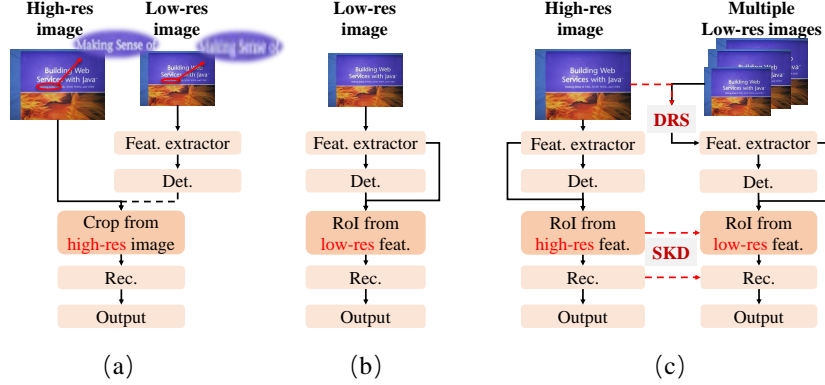 High-res
image
Low-res
image
Making Sense of
Making Sense of
Building Web
Services with Java
Building Web
Services with Java
Feat. extractor
Det.
Crop from
high-res image
Rec.
Output
(a)
Low-res
image
Building Web
Services with Java
Feat. extractor
Det.
RoI from
low-res feat.
Rec.
Output
(b)
High-res
image
Building Web
Services with Java
Feat. extractor
Det.
RoI from
high-res feat.
Rec.
Output
DRS
SKD
Multiple
Low-res images
Building Web
Services with Java
Feat. extractor
Det.
RoI from
low-res feat.
Rec.
Output
(c)